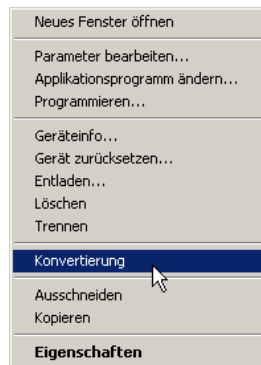 Neues Fenster öffnen
Parameter bearbeiten...
Applikationsprogramm ändern...
Programmieren...
Geräteinfo...
Gerät zurücksetzen...
Entladen...
Löschen
Trennen
Konvertierung
Ausschneiden
Kopieren
Eigenschaften